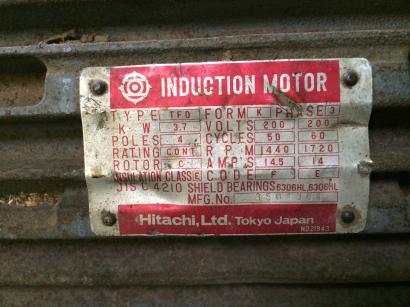 INDUCTION MOTOR
TYPE TFO FORM K PHASE 3
KW 3.7 VOLTS 200 200
POLES 4 CYCLES 50 60
RATING CONT R.P.M 1440 1720
ROTOR AMP'S 14.5 14
INSULATION CLASS E CODE F E
JIS C 4210 SHIELD BEARINGS 6306HL, 6306HL
MFG. No.
Hitachi, Ltd. Tokyo Japan
ND21943